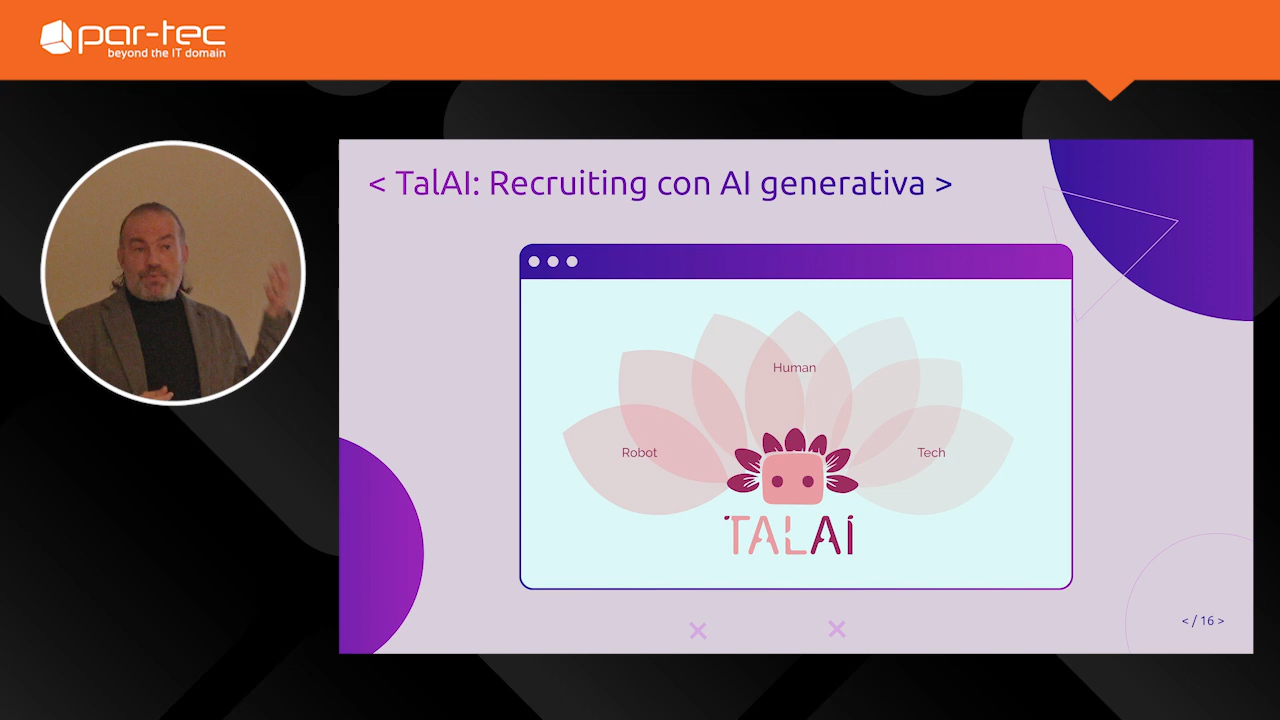 par-tec
beyond the IT domain
< TalAI: Recruiting con AI generativa >
Human
Robot
Tech
TALAI
< / 16 >